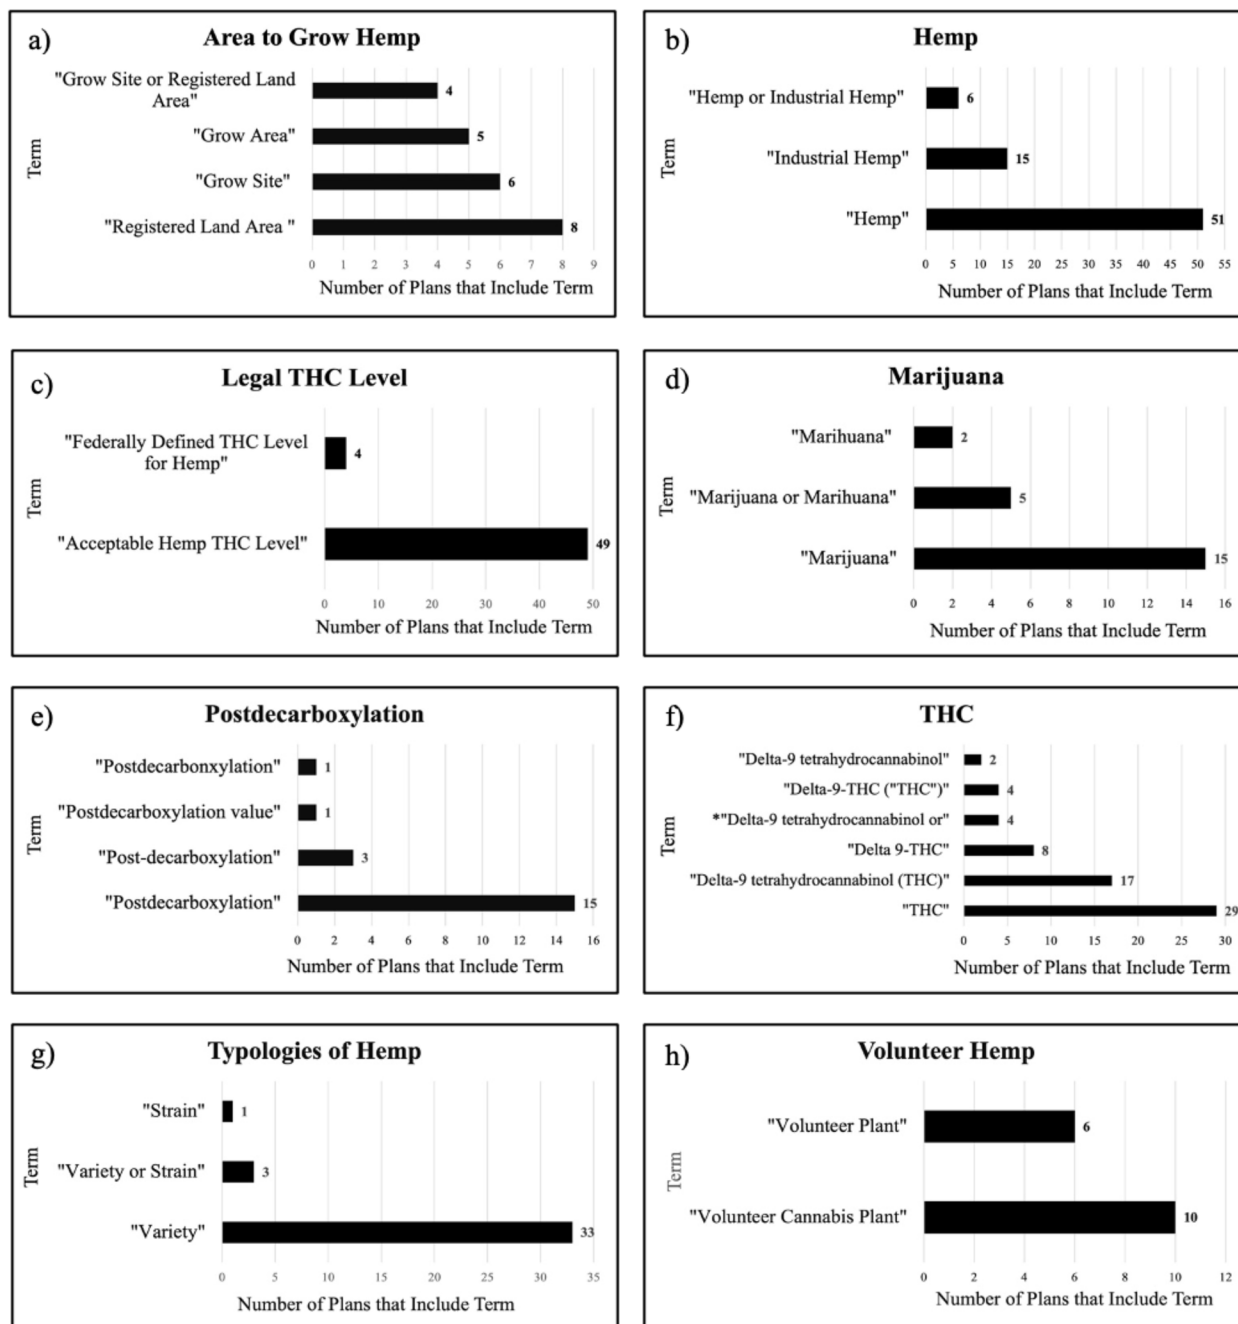 a)
Area to Grow Hemp
Term
"Grow Site or Registered Land
Area"
4
"Grow Area"
5
"Grow Site"
6
"Registered Land Area "
8
0 1 2 3 4 5 6 7 8 9
Number of Plans that Include Term
b)
Hemp
Term
"Hemp or Industrial Hemp"
6
"Industrial Hemp"
15
"Hemp"
51
0 5 10 15 20 25 30 35 40 45 50 55
Number of Plans that Include Term
c)
Legal THC Level
Term
"Federally Defined THC Level
for Hemp"
4
"Acceptable Hemp THC Level"
49
0 10 20 30 40 50
Number of Plans that Include Term
d)
Marijuana
Term
"Marihuana"
2
"Marijuana or Marihuana"
5
"Marijuana"
15
0 2 4 6 8 10 12 14 16
Number of Plans that Include Term
e)
Postdecarboxylation
Term
"Postdecarbonxylation"
1
"Postdecarboxylation value"
1
"Post-decarboxylation"
3
"Postdecarboxylation"
15
0 2 4 6 8 10 12 14 16
Number of Plans that Include Term
f)
THC
Term
"Delta-9 tetrahydrocannabinol"
2
"Delta-9-THC ("THC")"
4
*"Delta-9 tetrahydrocannabinol or"
4
"Delta 9-THC"
8
"Delta-9 tetrahydrocannabinol (THC)"
17
"THC"
29
0 5 10 15 20 25 30
Number of Plans that Include Term
g)
Typologies of Hemp
Term
"Strain"
1
"Variety or Strain"
3
"Variety"
33
0 5 10 15 20 25 30 35
Number of Plans that Include Term
h)
Volunteer Hemp
Term
"Volunteer Plant"
6
"Volunteer Cannabis Plant"
10
0 2 4 6 8 10 12
Number of Plans that Include Term